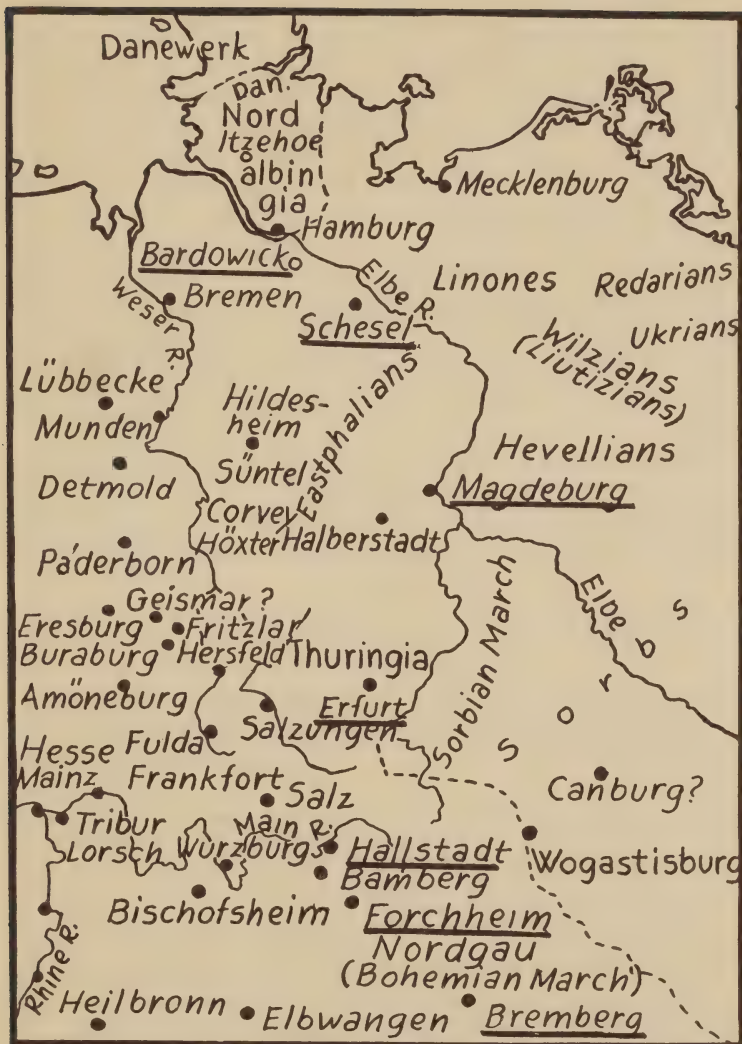 Danewerk
Dan.
Nord
Itzehoe
albin
gia
Hamburg
Mecklenburg
Bardowick
Elbe R.
Linones
Redarians
Weser R.
Bremen
Schesel
Wilzians
(Liutizians)
Ukrians
Lübbecke
Munden
Hildes-
heim
Eastphalians
Hevellians
Detmold
Süntel
Magdeburg
Corvey
Höxter
Halberstadt
Paderborn
Elbe
Sorbs
Sorbian March
Geismar?
Eresburg
Fritzlar
Buraburg
Hersfeld
Thuringia
Amöneburg
Erfurt
Salzungen
Hesse
Fulda
Canburg?
Mainz
Frankfort
Salz
Tribur
Main R.
Lorsch
Wurzburg
Hallstadt
Wogastisburg
Bamberg
Bischofsheim
Forchheim
Nordgau
(Bohemian March)
Rhine R.
Heilbronn
Elbwangen
Bremberg